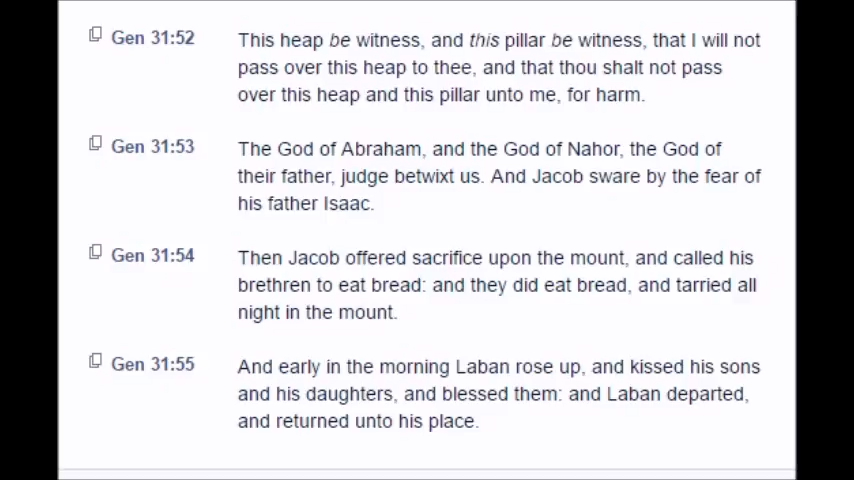 Gen 31:52 This heap be witness, and this pillar be witness, that I will not
pass over this heap to thee, and that thou shalt not pass
over this heap and this pillar unto me, for harm.
Gen 31:53 The God of Abraham, and the God of Nahor, the God of
their father, judge betwixt us. And Jacob sware by the fear of
his father Isaac.
Gen 31:54 Then Jacob offered sacrifice upon the mount, and called his
brethren to eat bread: and they did eat bread, and tarried all
night in the mount.
Gen 31:55 And early in the morning Laban rose up, and kissed his sons
and his daughters, and blessed them: and Laban departed,
and returned unto his place.